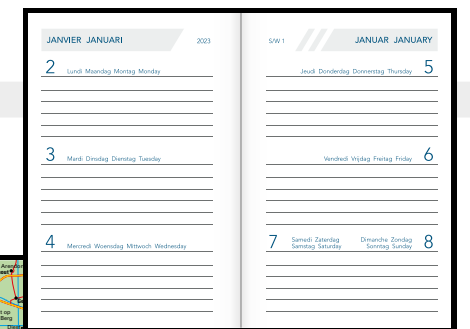 JANVIER JANUARI
2023
2
Lundi Maandag Montag Monday
3
Mardi Dinsdag Dienstag Tuesday
4
Mercredi Woensdag Mittwoch Wednesday
S/W 1
JANUAR JANUARY
Jeudi Donderdag Donnerstag Thursday
5
Vendredi Vrijdag Freitag Friday
6
7
Samedi Zaterdag
Samstag Saturday
Dimanche Zondag
Sonntag Sunday
8
Berg